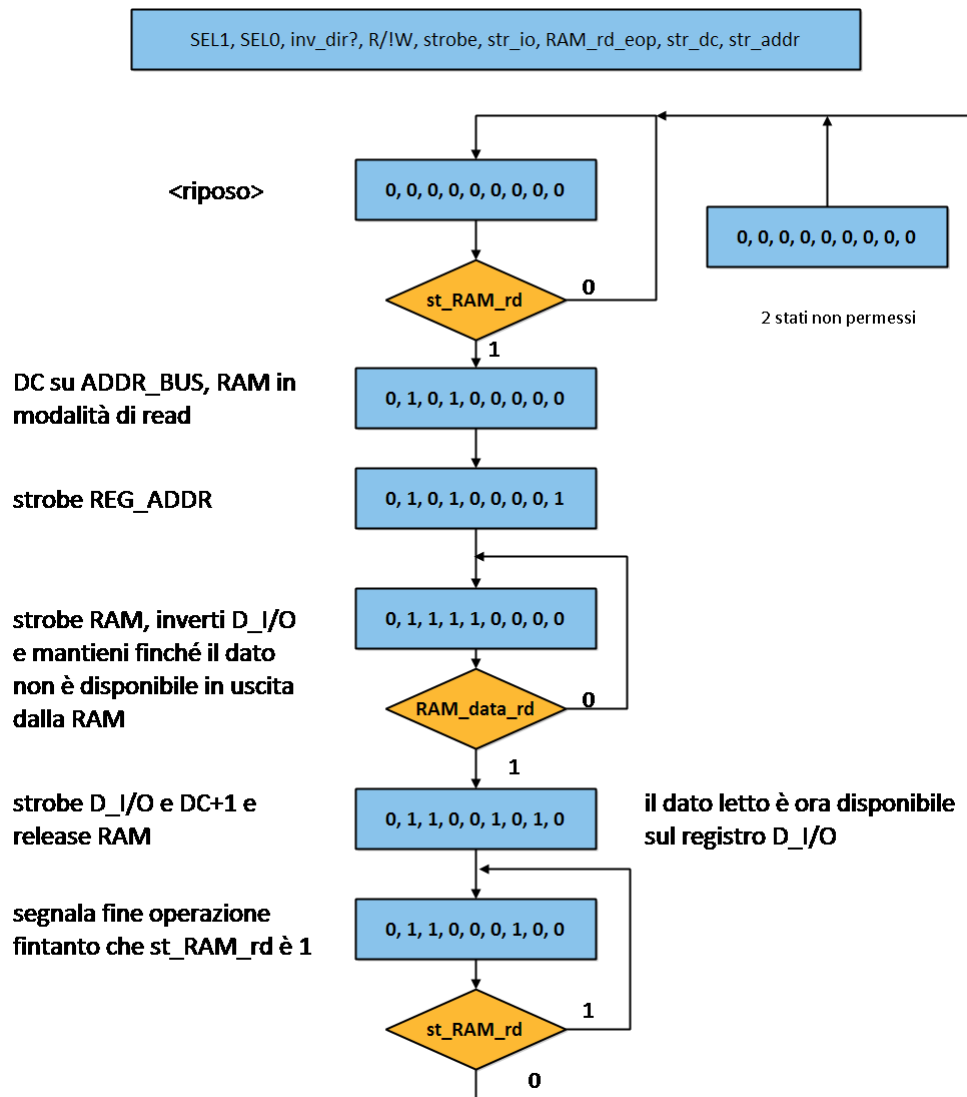 SEL1, SEL0, inv_dir?, R/!W, strobe, str_io, RAM_rd_eop, str_dc, str_addr
<riposo>
0, 0, 0, 0, 0, 0, 0, 0, 0
0, 0, 0, 0, 0, 0, 0, 0, 0
st_RAM_rd
0
2 stati non permessi
1
DC su ADDR_BUS, RAM in
modalità di read
0, 1, 0, 1, 0, 0, 0, 0, 0
strobe REG_ADDR
0, 1, 0, 1, 0, 0, 0, 0, 1
strobe RAM, inverti D_I/O
e mantieni finché il dato
non è disponibile in uscita
dalla RAM
0, 1, 1, 1, 1, 0, 0, 0, 0
RAM_data_rd
0
1
strobe D_I/O e DC+1 e
release RAM
0, 1, 1, 0, 0, 1, 0, 1, 0
il dato letto è ora disponibile
sul registro D_I/O
segnala fine operazione
fintanto che st_RAM_rd è 1
0, 1, 1, 0, 0, 0, 1, 0, 0
st_RAM_rd
1
0